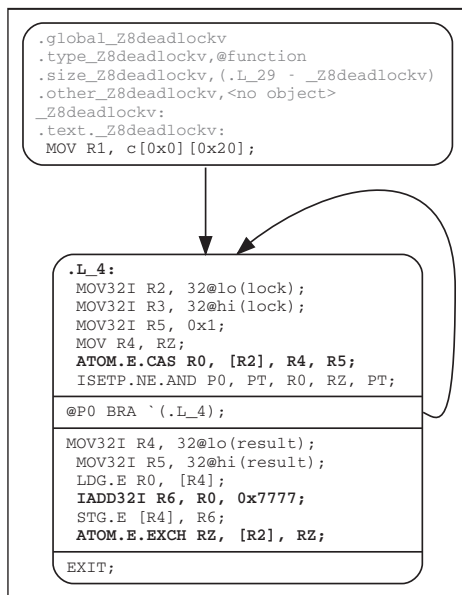 .global_Z8deadlockv
.type_Z8deadlockv,@function
.size_Z8deadlockv,(.L_29 - _Z8deadlockv)
.other_Z8deadlockv,<no object>
_Z8deadlockv:
.text._Z8deadlockv:
MOV R1, c[0x0][0x20];
.L_4:
MOV32I R2, 32@lo(lock);
MOV32I R3, 32@hi(lock);
MOV32I R5, 0x1;
MOV R4, RZ;
ATOM.E.CAS R0, [R2], R4, R5;
ISETP.NE.AND P0, PT, R0, RZ, PT;
@P0 BRA `(.L_4);
MOV32I R4, 32@lo(result);
MOV32I R5, 32@hi(result);
LDG.E R0, [R4];
IADD32I R6, R0, 0x7777;
STG.E [R4], R6;
ATOM.E.EXCH RZ, [R2], RZ;
EXIT;